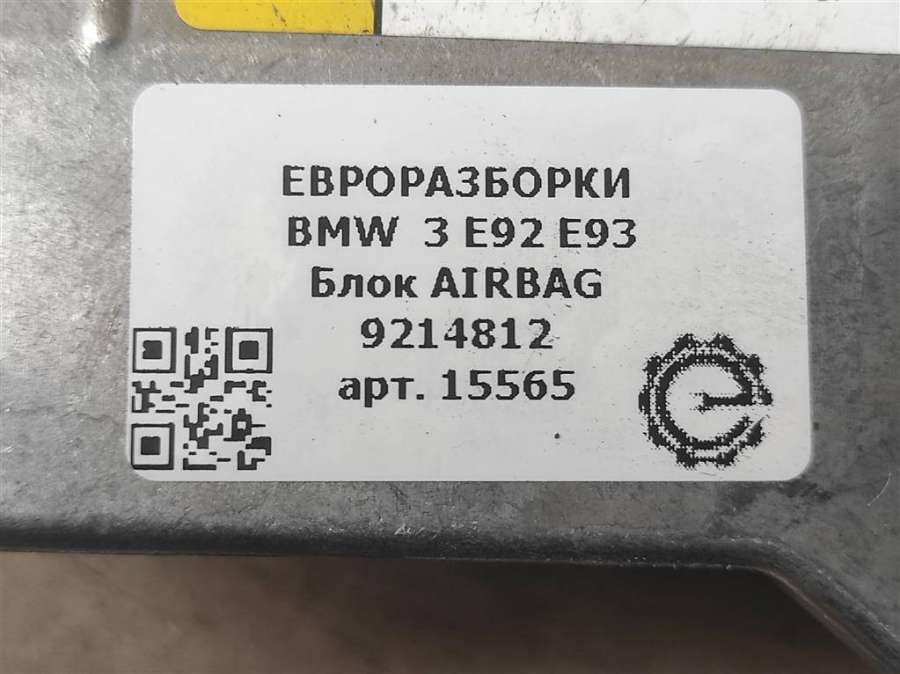 ЕВРОРАЗБОРКИ
BMW 3 E92 E93
Блок AIRBAG
9214812
арт. 15565